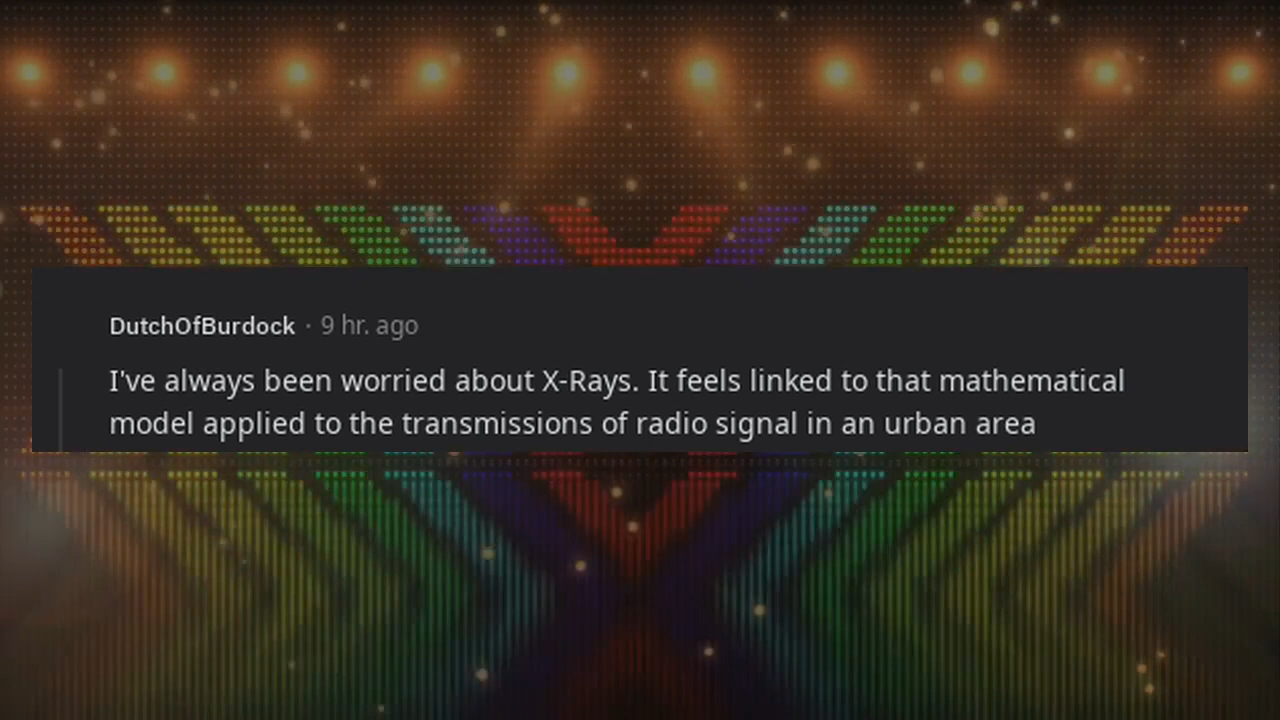 DutchOfBurdock · 9 hr. ago
I've always been worried about X-Rays. It feels linked to that mathematical
model applied to the transmissions of radio signal in an urban area